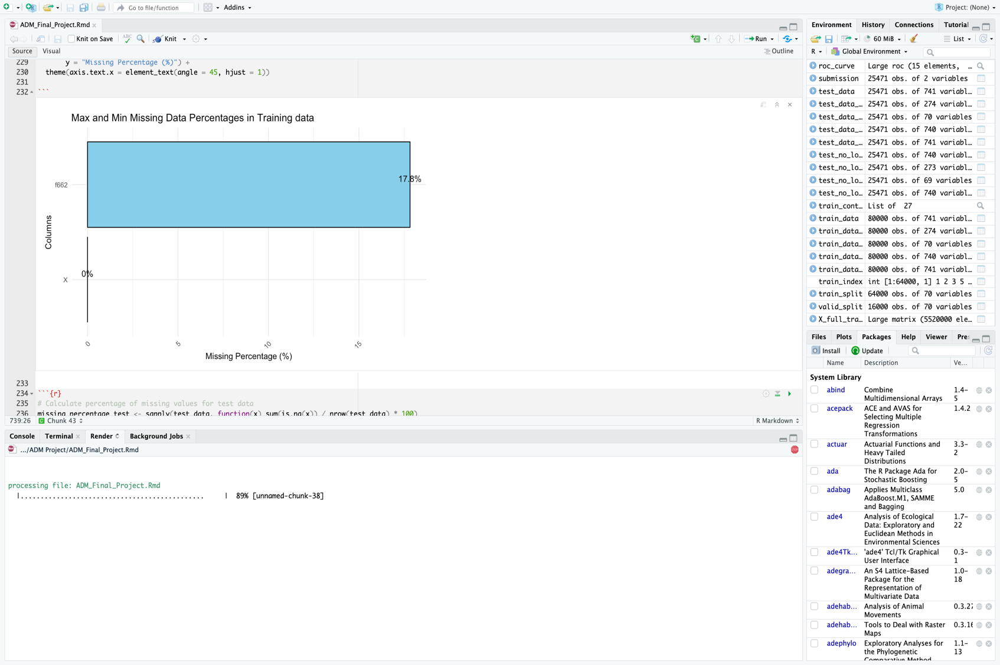 Go to file/function
Addins
Project: (None)
ADM_Final_Project.Rmd
Knit on Save
ABC
Knit
Run
Source
Visual
Outline
229
y = "Missing Percentage (%)") +
230
theme(axis.text.x = element_text(angle = 45, hjust = 1))
231
232
```
Max and Min Missing Data Percentages in Training data
17.8%
f662
Columns
0%
X
0
5
10
15
Missing Percentage (%)
233
234
```{r}
235
# Calculate percentage of missing values for test data
236
missing_percentage_test <- sapply(test_data, function(x) sum(is.na(x)) / nrow(test_data) * 100)
739:26
Chunk 43
R Markdown
Console
Terminal
Render
Background Jobs
.../ADM Project/ADM_Final_Project.Rmd
STOP
processing file: ADM_Final_Project.Rmd
|.............................................. | 89% [unnamed-chunk-38]
Environment
History
Connections
Tutorial
60 MiB
List
R
Global Environment
roc_curve Large roc (15 elements, …
submission 25471 obs. of 2 variables
test_data 25471 obs. of 741 variabl…
test_data_… 25471 obs. of 274 variabl…
test_data_… 25471 obs. of 70 variables
test_data_… 25471 obs. of 740 variabl…
test_data_… 25471 obs. of 741 variabl…
test_no_lo… 25471 obs. of 740 variabl…
test_no_lo… 25471 obs. of 273 variabl…
test_no_lo… 25471 obs. of 69 variables
test_no_lo… 25471 obs. of 740 variabl…
train_cont… List of 27
train_data 80000 obs. of 741 variabl…
train_data… 80000 obs. of 274 variabl…
train_data… 80000 obs. of 70 variables
train_data… 80000 obs. of 740 variabl…
train_data… 80000 obs. of 741 variabl…
train_index int [1:64000, 1] 1 2 3 5 …
train_split 64000 obs. of 70 variables
valid_split 16000 obs. of 70 variables
X_full_tra… Large matrix (5520000 ele…
Files
Plots
Packages
Help
Viewer
Pre
Install
Update
Name
Description
Ve…
System Library
abind
Combine
Multidimensional Arrays
1.4-
5
acepack
ACE and AVAS for
Selecting Multiple
Regression
Transformations
1.4.2
actuar
Actuarial Functions and
Heavy Tailed
Distributions
3.3-
2
ada
The R Package Ada for
Stochastic Boosting
2.0-
5
adabag
Applies Multiclass
AdaBoost.M1, SAMME
and Bagging
5.0
ade4
Analysis of Ecological
Data: Exploratory and
Euclidean Methods in
Environmental Sciences
1.7-
22
ade4Tk…
'ade4' Tcl/Tk Graphical
User Interface
0.3-
1
adegra…
An S4 Lattice-Based
Package for the
Representation of
Multivariate Data
1.0-
18
adehab…
Analysis of Animal
Movements
0.3.27
adehab…
Tools to Deal with Raster
Maps
0.3.16
adephylo
Exploratory Analyses for
the Phylogenetic
Comparative Method
1.1-
13